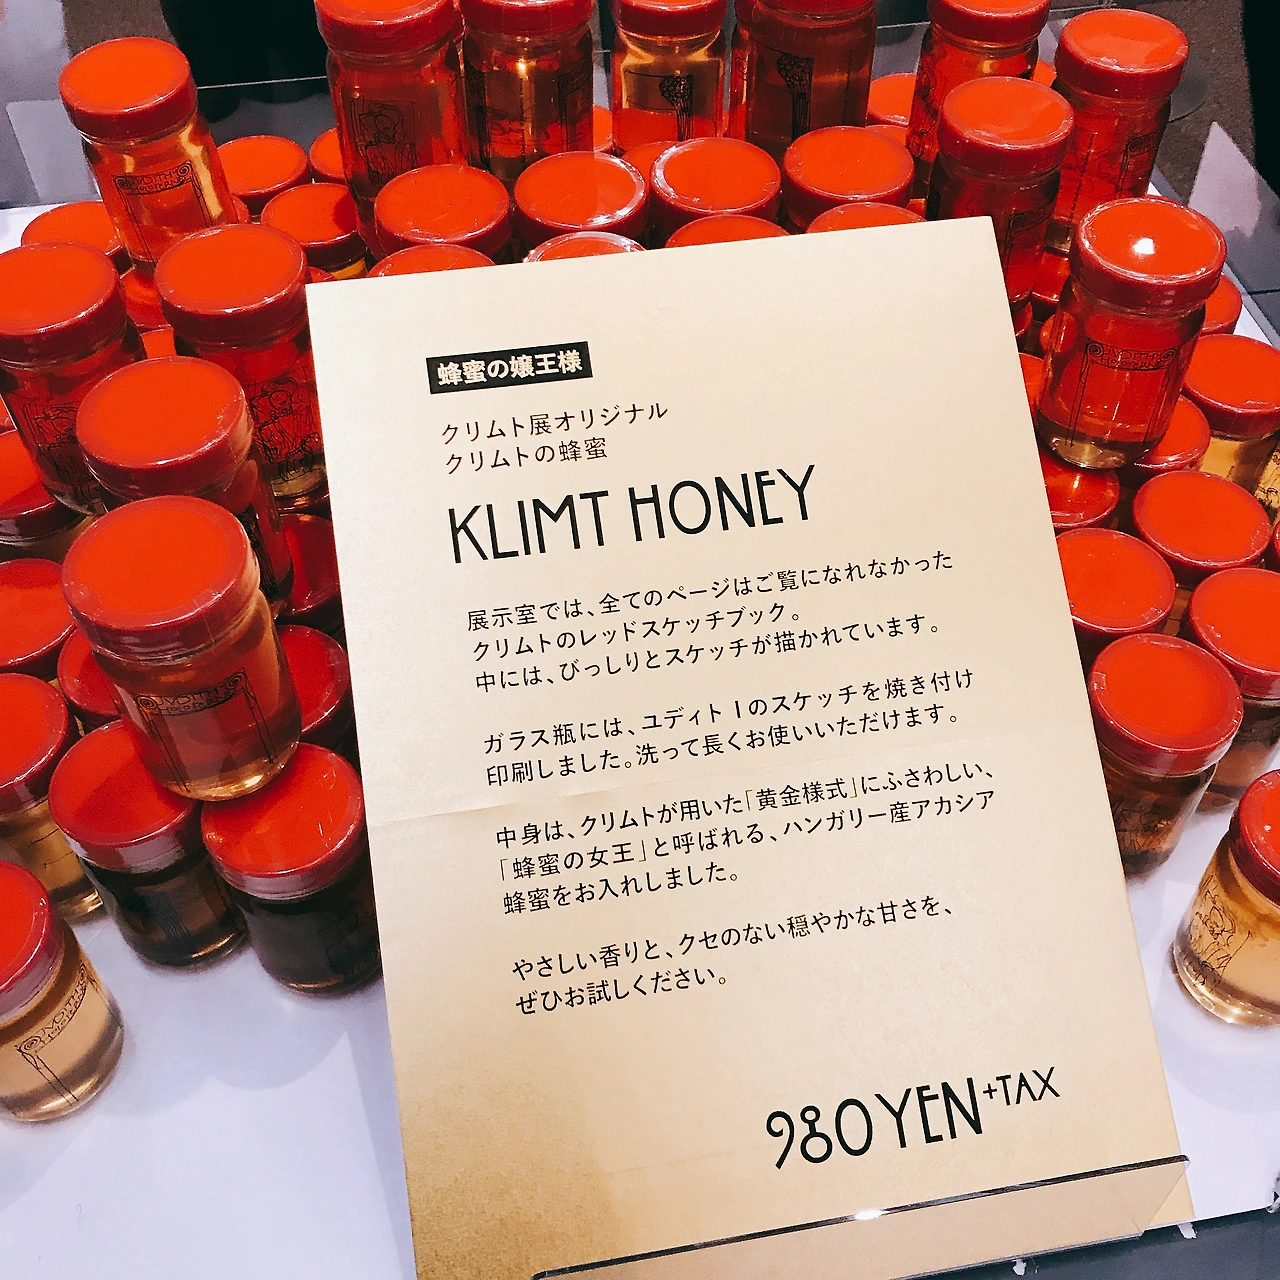 蜂蜜の嬢王様
クリムト展オリジナル
クリムトの蜂蜜
KLIMT HONEY
展示室では、全てのページはご覧になれなかった
クリムトのレッドスケッチブック。
中には、びっしりとスケッチが描かれています。
ガラス瓶には、ユディト Iのスケッチを焼き付け
印刷しました。洗って長くお使いいただけます。
中身は、クリムトが用いた「黄金様式」にふさわしい、
「蜂蜜の女王」と呼ばれる、ハンガリー産アカシア
蜂蜜をお入れしました。
やさしい香りと、クセのない穏やかな甘さを、
ぜひお試しください。
980 YEN +TAX